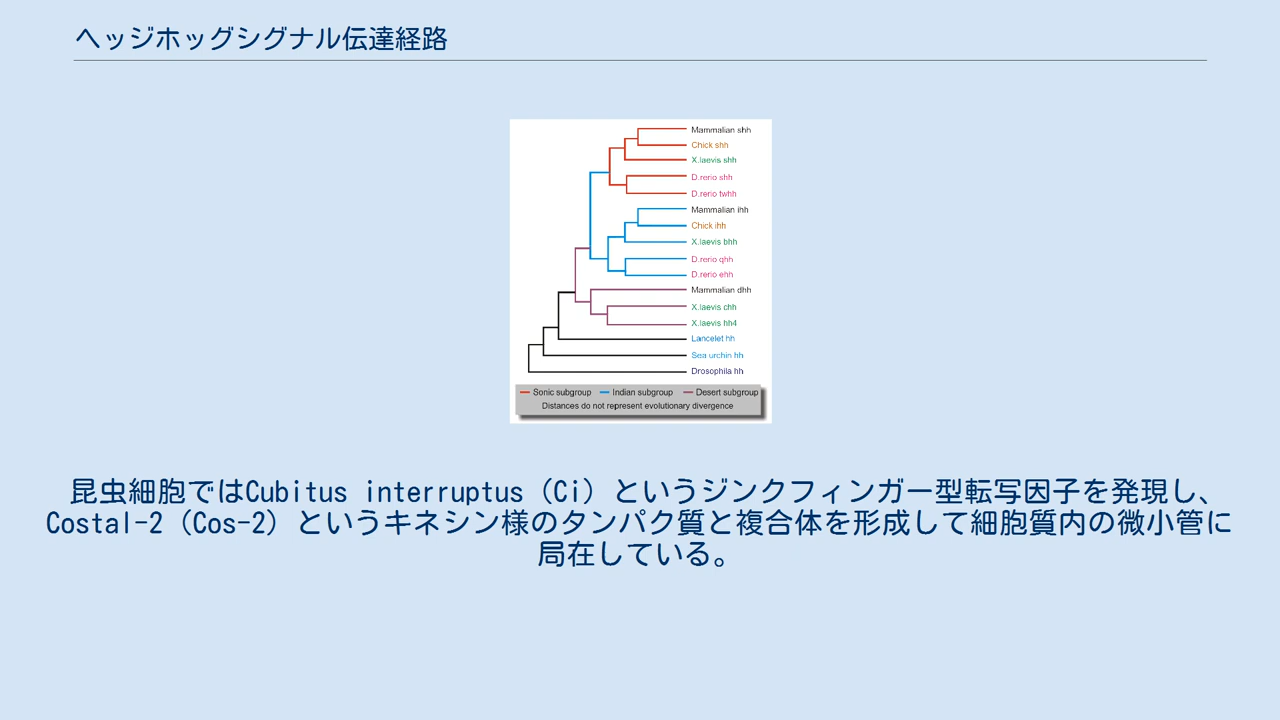 ヘッジホッグシグナル伝達経路
Mammalian shh
Chick shh
X.laevis shh
D.rerio shh
D.rerio twhh
Mammalian ihh
Chick ihh
X.laevis bhh
D.rerio qhh
D.rerio ehh
Mammalian dhh
X.laevis chh
X.laevis hh4
Lancelet hh
Sea urchin hh
Drosophila hh
Sonic subgroup Indian subgroup Desert subgroup
Distances do not represent evolutionary divergence
昆虫細胞ではCubitus interruptus（Ci）というジンクフィンガー型転写因子を発現し、
Costal-2（Cos-2）というキネシン様のタンパク質と複合体を形成して細胞質内の微小管に
局在している。